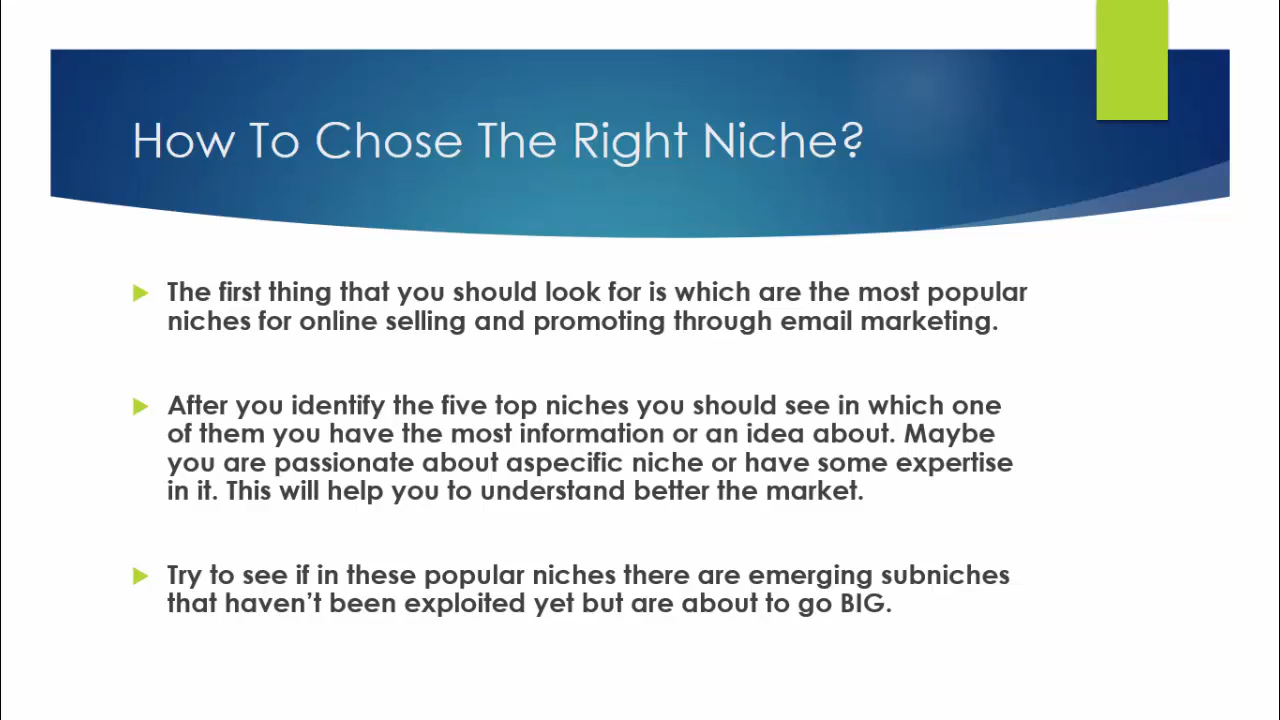 How To Chose The Right Niche?
The first thing that you should look for is which are the most popular
niches for online selling and promoting through email marketing.
After you identify the five top niches you should see in which one
of them you have the most information or an idea about. Maybe
you are passionate about aspecific niche or have some expertise
in it. This will help you to understand better the market.
Try to see if in these popular niches there are emerging subniches
that haven’t been exploited yet but are about to go BIG.